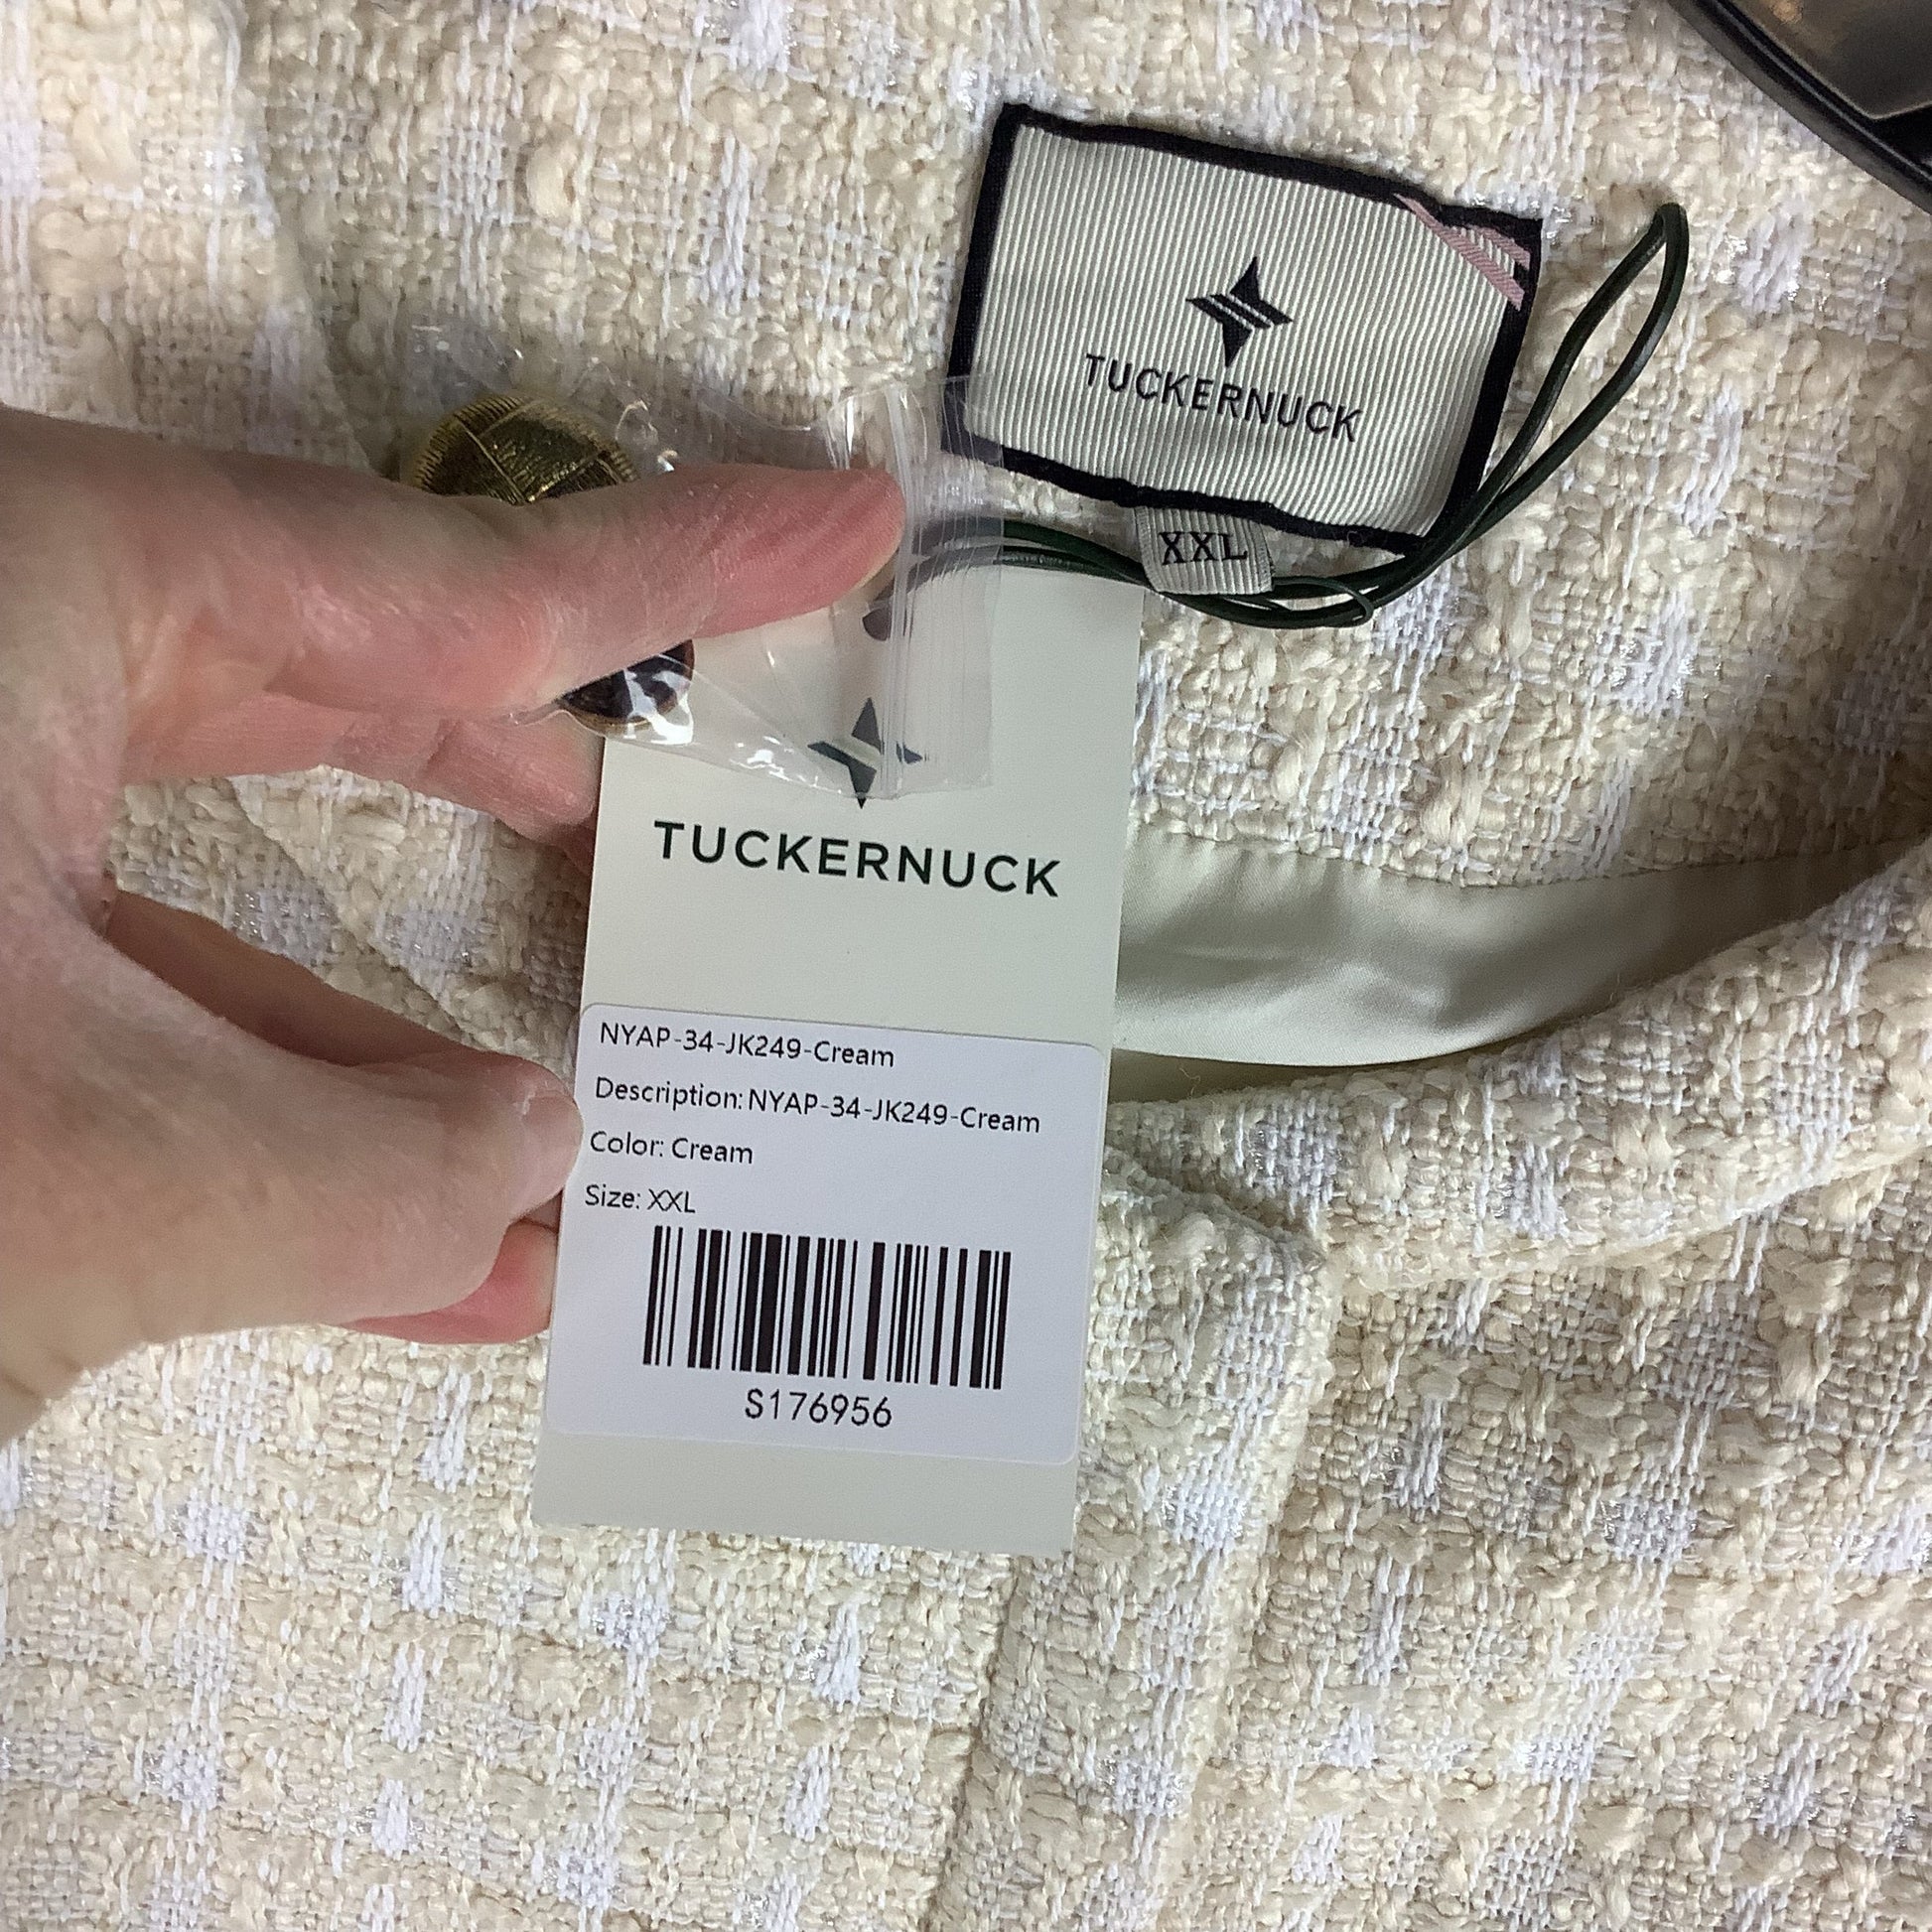 TUCKERNUCK
XXL
TUCKERNUCK
NYAP-34-JK249-Cream
Description: NYAP-34-JK249-Cream
Color: Cream
Size: XXL
S176956